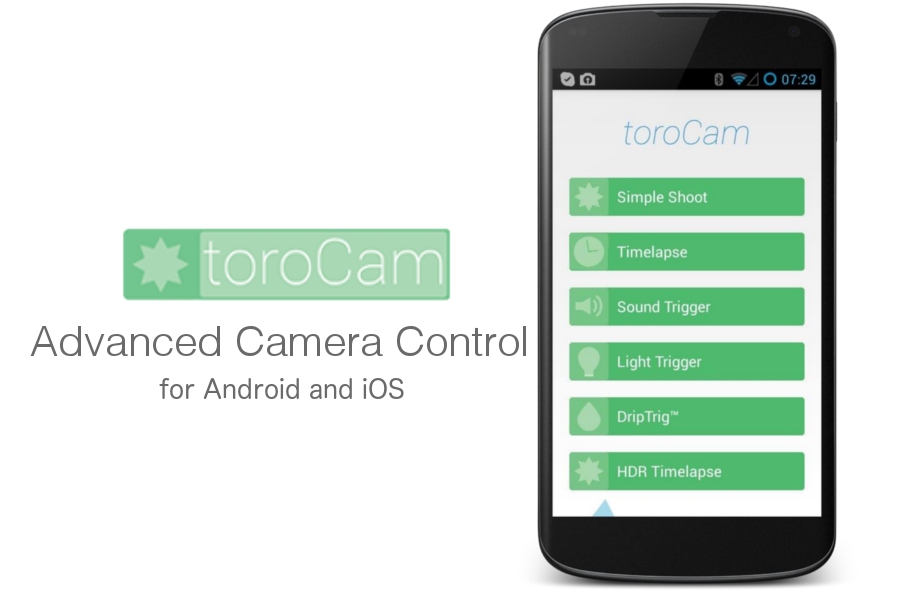 toroCam
Advanced Camera Control
for Android and iOS
07:29
toroCam
Simple Shoot
Timelapse
Sound Trigger
Light Trigger
DripTrig™
HDR Timelapse